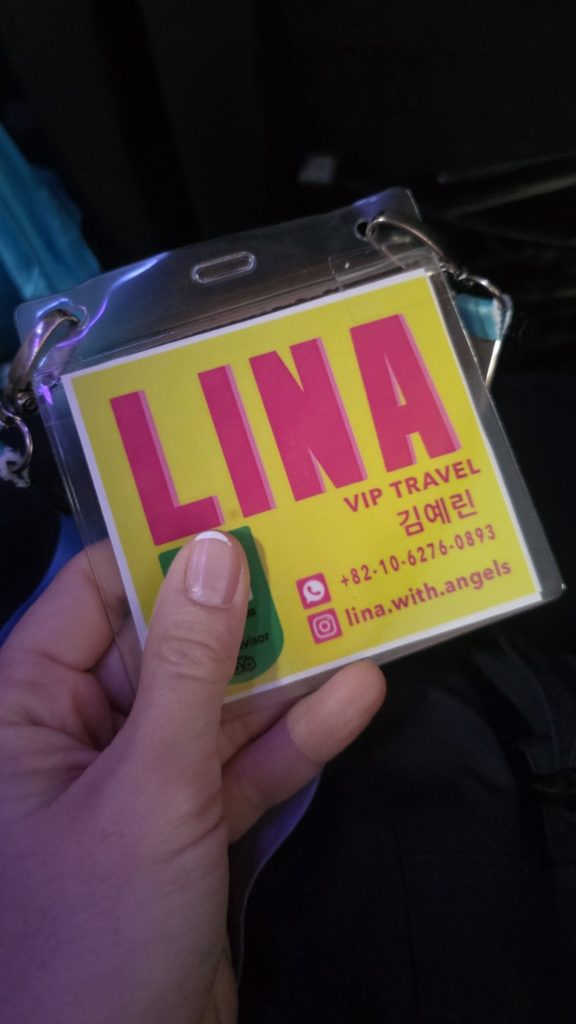 LINA
VIP TRAVEL
김예린
+82-10-6276-0893
lina.with.angels